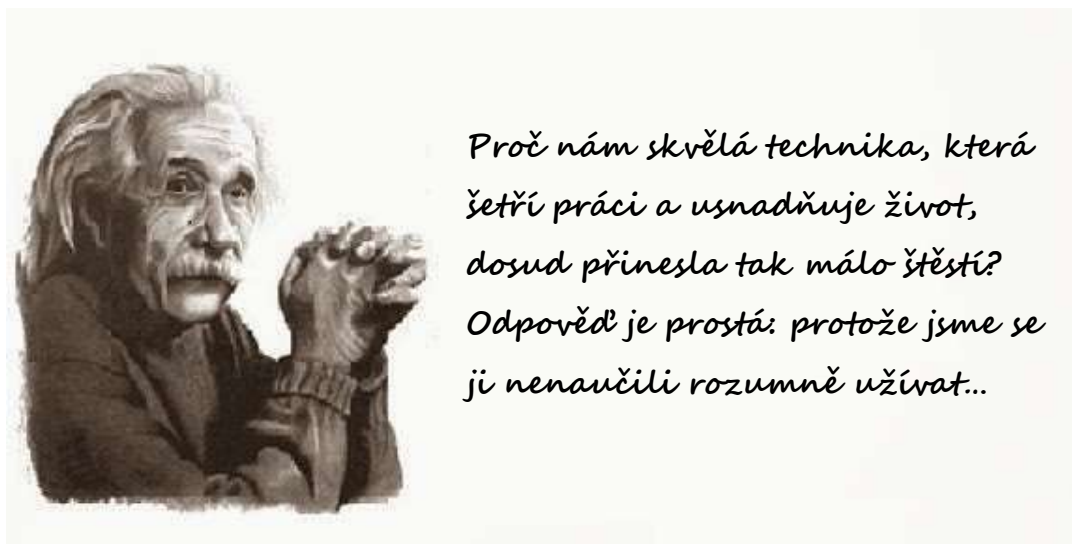 Proč nám skvělá technika, která
šetří práci a usnadňuje život,
dosud přinesla tak málo štěstí?
Odpověď je prostá: protože jsme se
ji nenaučili rozumně užívat...